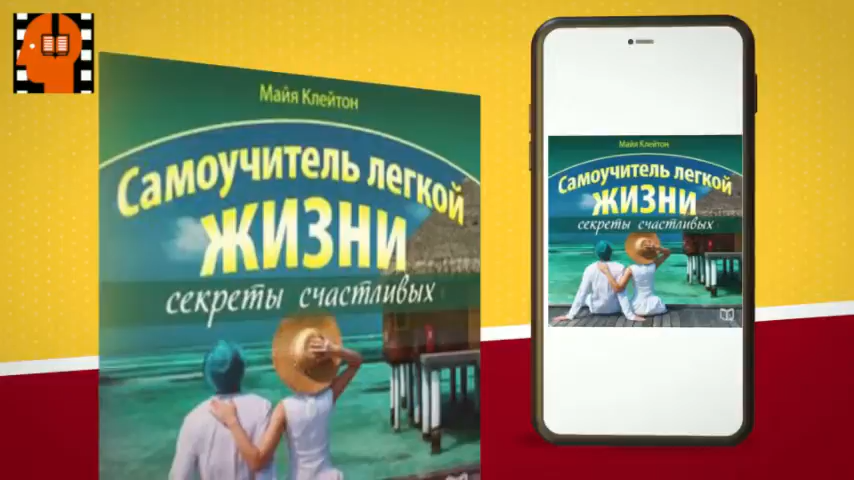 Майя Клейтон
Самоучитель легкой
жизни
секреты счастливых
Майя Клейтон
Самоучитель легкой
жизни
секреты счастливых